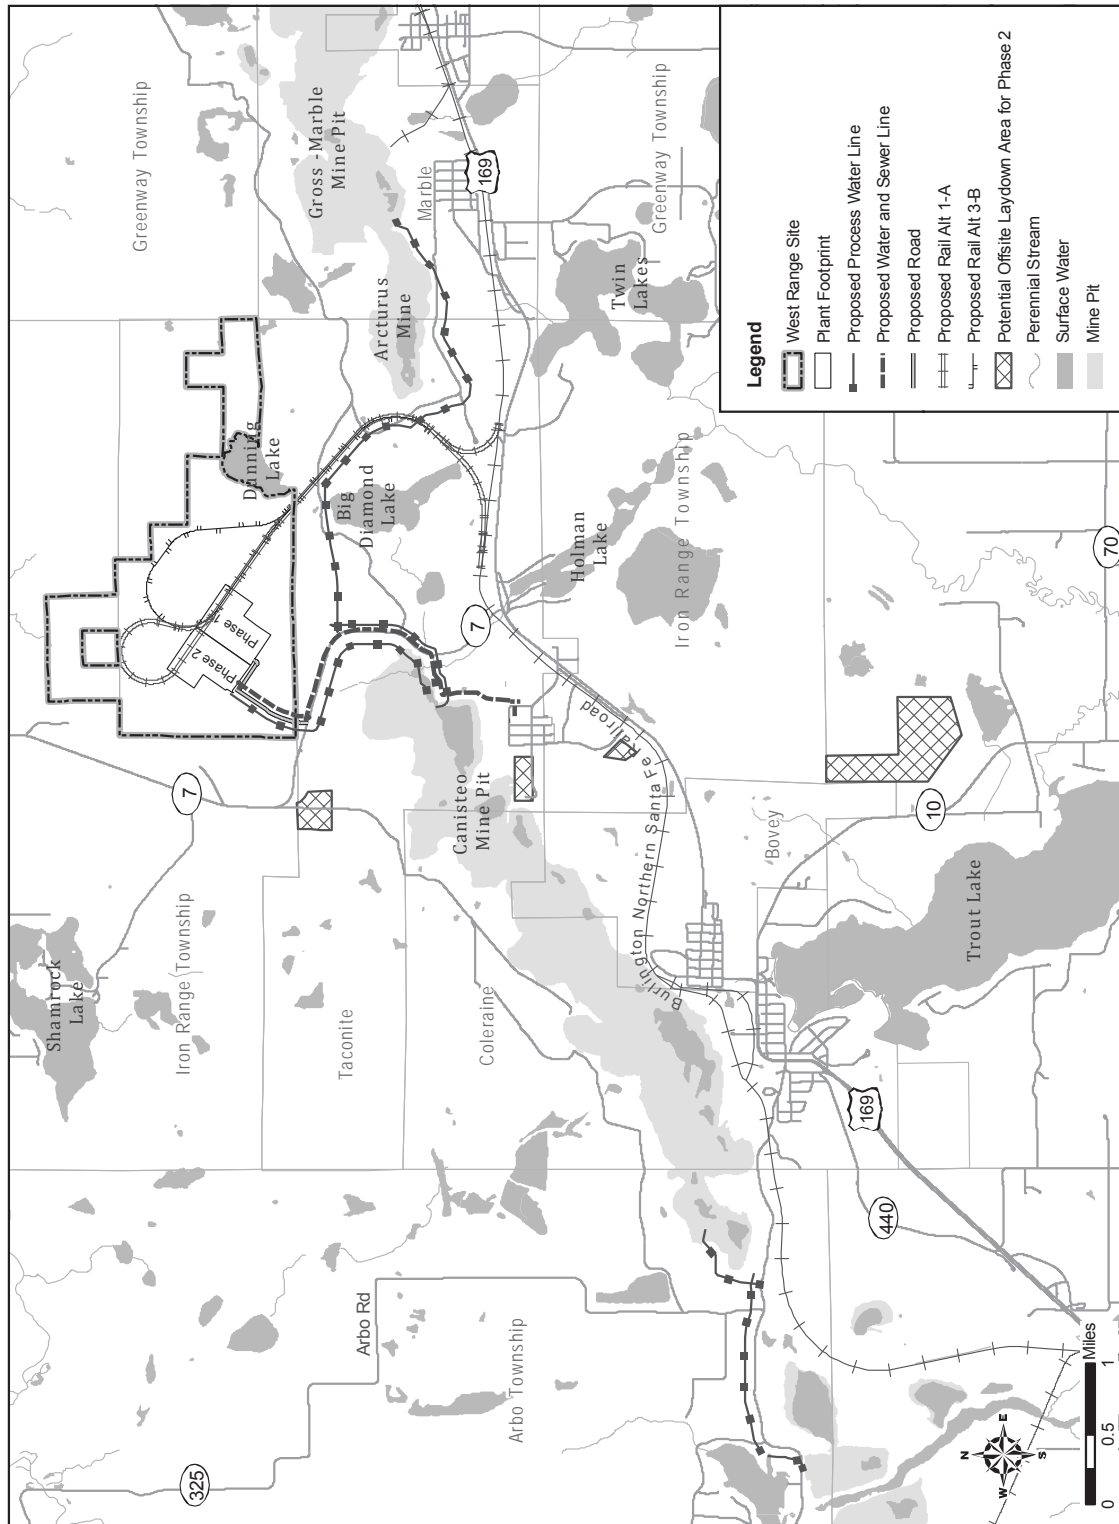 Greenway Township
Gross -Marble
Mine Pit
Marble
169
Greenway Township
Arcturus
Mine
Twin
Lakes
Dunning
Lake
Big
Diamond
Lake
Phase 1
Phase 2
Holman
Lake
Iron Range Township
7
Canisteo
Mine Pit
Burlington Northern Santa Fe Railroad
7
Shamrock
Lake
Iron Range Township
Taconite
Coleraine
Bovey
10
70
Trout Lake
169
440
Arbo Rd
Arbo Township
325
Legend
West Range Site
Plant Footprint
Proposed Process Water Line
Proposed Water and Sewer Line
Proposed Road
Proposed Rail Alt 1-A
Proposed Rail Alt 3-B
Potential Offsite Laydown Area for Phase 2
Perennial Stream
Surface Water
Mine Pit
N
W E
S
0 0.5 1
Miles